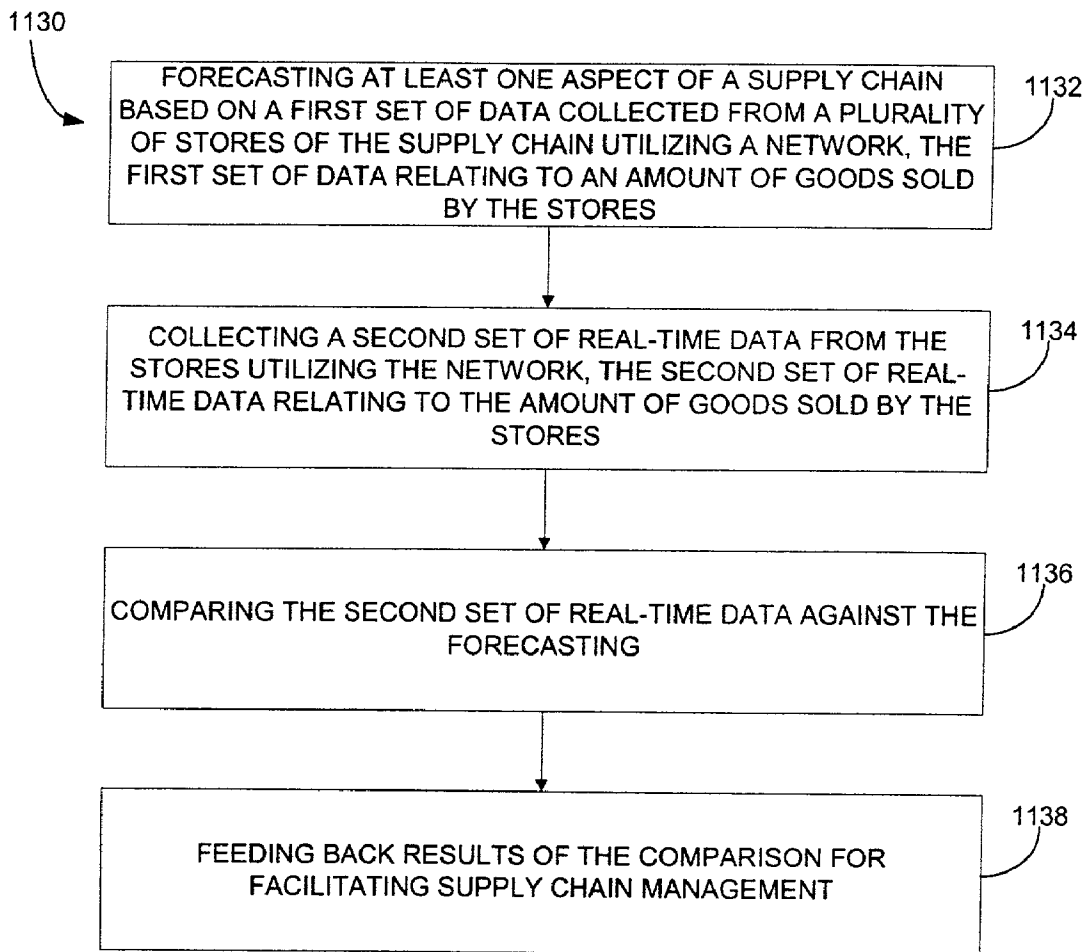 1130
FORECASTING AT LEAST ONE ASPECT OF A SUPPLY CHAIN
BASED ON A FIRST SET OF DATA COLLECTED FROM A PLURALITY
OF STORES OF THE SUPPLY CHAIN UTILIZING A NETWORK, THE
FIRST SET OF DATA RELATING TO AN AMOUNT OF GOODS SOLD
BY THE STORES
1132
COLLECTING A SECOND SET OF REAL-TIME DATA FROM THE
STORES UTILIZING THE NETWORK, THE SECOND SET OF REAL-
TIME DATA RELATING TO THE AMOUNT OF GOODS SOLD BY THE
STORES
1134
COMPARING THE SECOND SET OF REAL-TIME DATA AGAINST THE
FORECASTING
1136
FEEDING BACK RESULTS OF THE COMPARISON FOR
FACILITATING SUPPLY CHAIN MANAGEMENT
1138